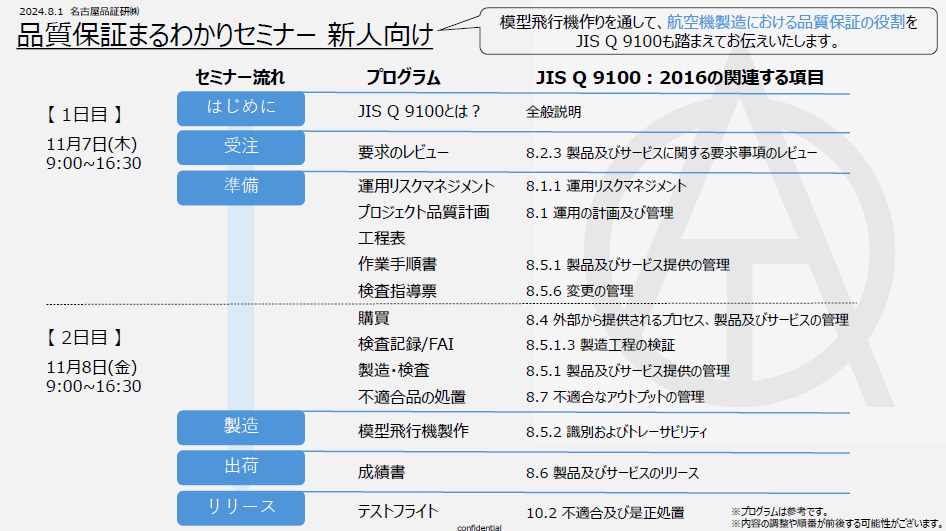 2024.8.1 名古屋品証研㈱
品質保証まるわかりセミナー 新人向け
模型飛行機作りを通して、航空機製造における品質保証の役割を
JIS Q 9100も踏まえてお伝えいたします。
セミナー流れ プログラム JIS Q 9100：2016の関連する項目
【 1日目 】
11月7日(木)
9:00~16:30
はじめに JIS Q 9100とは？ 全般説明
受注 要求のレビュー 8.2.3 製品及びサービスに関する要求事項のレビュー
準備 運用リスクマネジメント 8.1.1 運用リスクマネジメント
プロジェクト品質計画 8.1 運用の計画及び管理
工程表
作業手順書 8.5.1 製品及びサービス提供の管理
検査指導票 8.5.6 変更の管理
【 2日目 】
11月8日(金)
9:00~16:30
購買 8.4 外部から提供されるプロセス、製品及びサービスの管理
検査記録/FAI 8.5.1.3 製造工程の検証
製造・検査 8.5.1 製品及びサービス提供の管理
不適合品の処置 8.7 不適合なアウトプットの管理
製造 模型飛行機製作 8.5.2 識別およびトレーサビリティ
出荷 成績書 8.6 製品及びサービスのリリース
リリース テストフライト 10.2 不適合及び是正処置
※プログラムは参考です。
※内容の調整や順番が前後する可能性がございます。
confidential